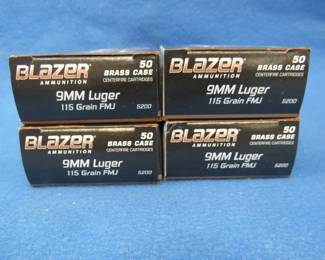 BLAZER
AMMUNITION
50
BRASS CASE
CENTERFIRE CARTRIDGES
9MM Luger
115 Grain FMJ
5200
BLAZER
AMMUNITION
50
BRASS CASE
CENTERFIRE CARTRIDGES
9MM Luger
115 Grain FMJ
5200
BLAZER
AMMUNITION
50
BRASS CASE
CENTERFIRE CARTRIDGES
9MM Luger
115 Grain FMJ
5200
BLAZER
AMMUNITION
50
BRASS CASE
CENTERFIRE CARTRIDGES
9MM Luger
115 Grain FMJ
5200